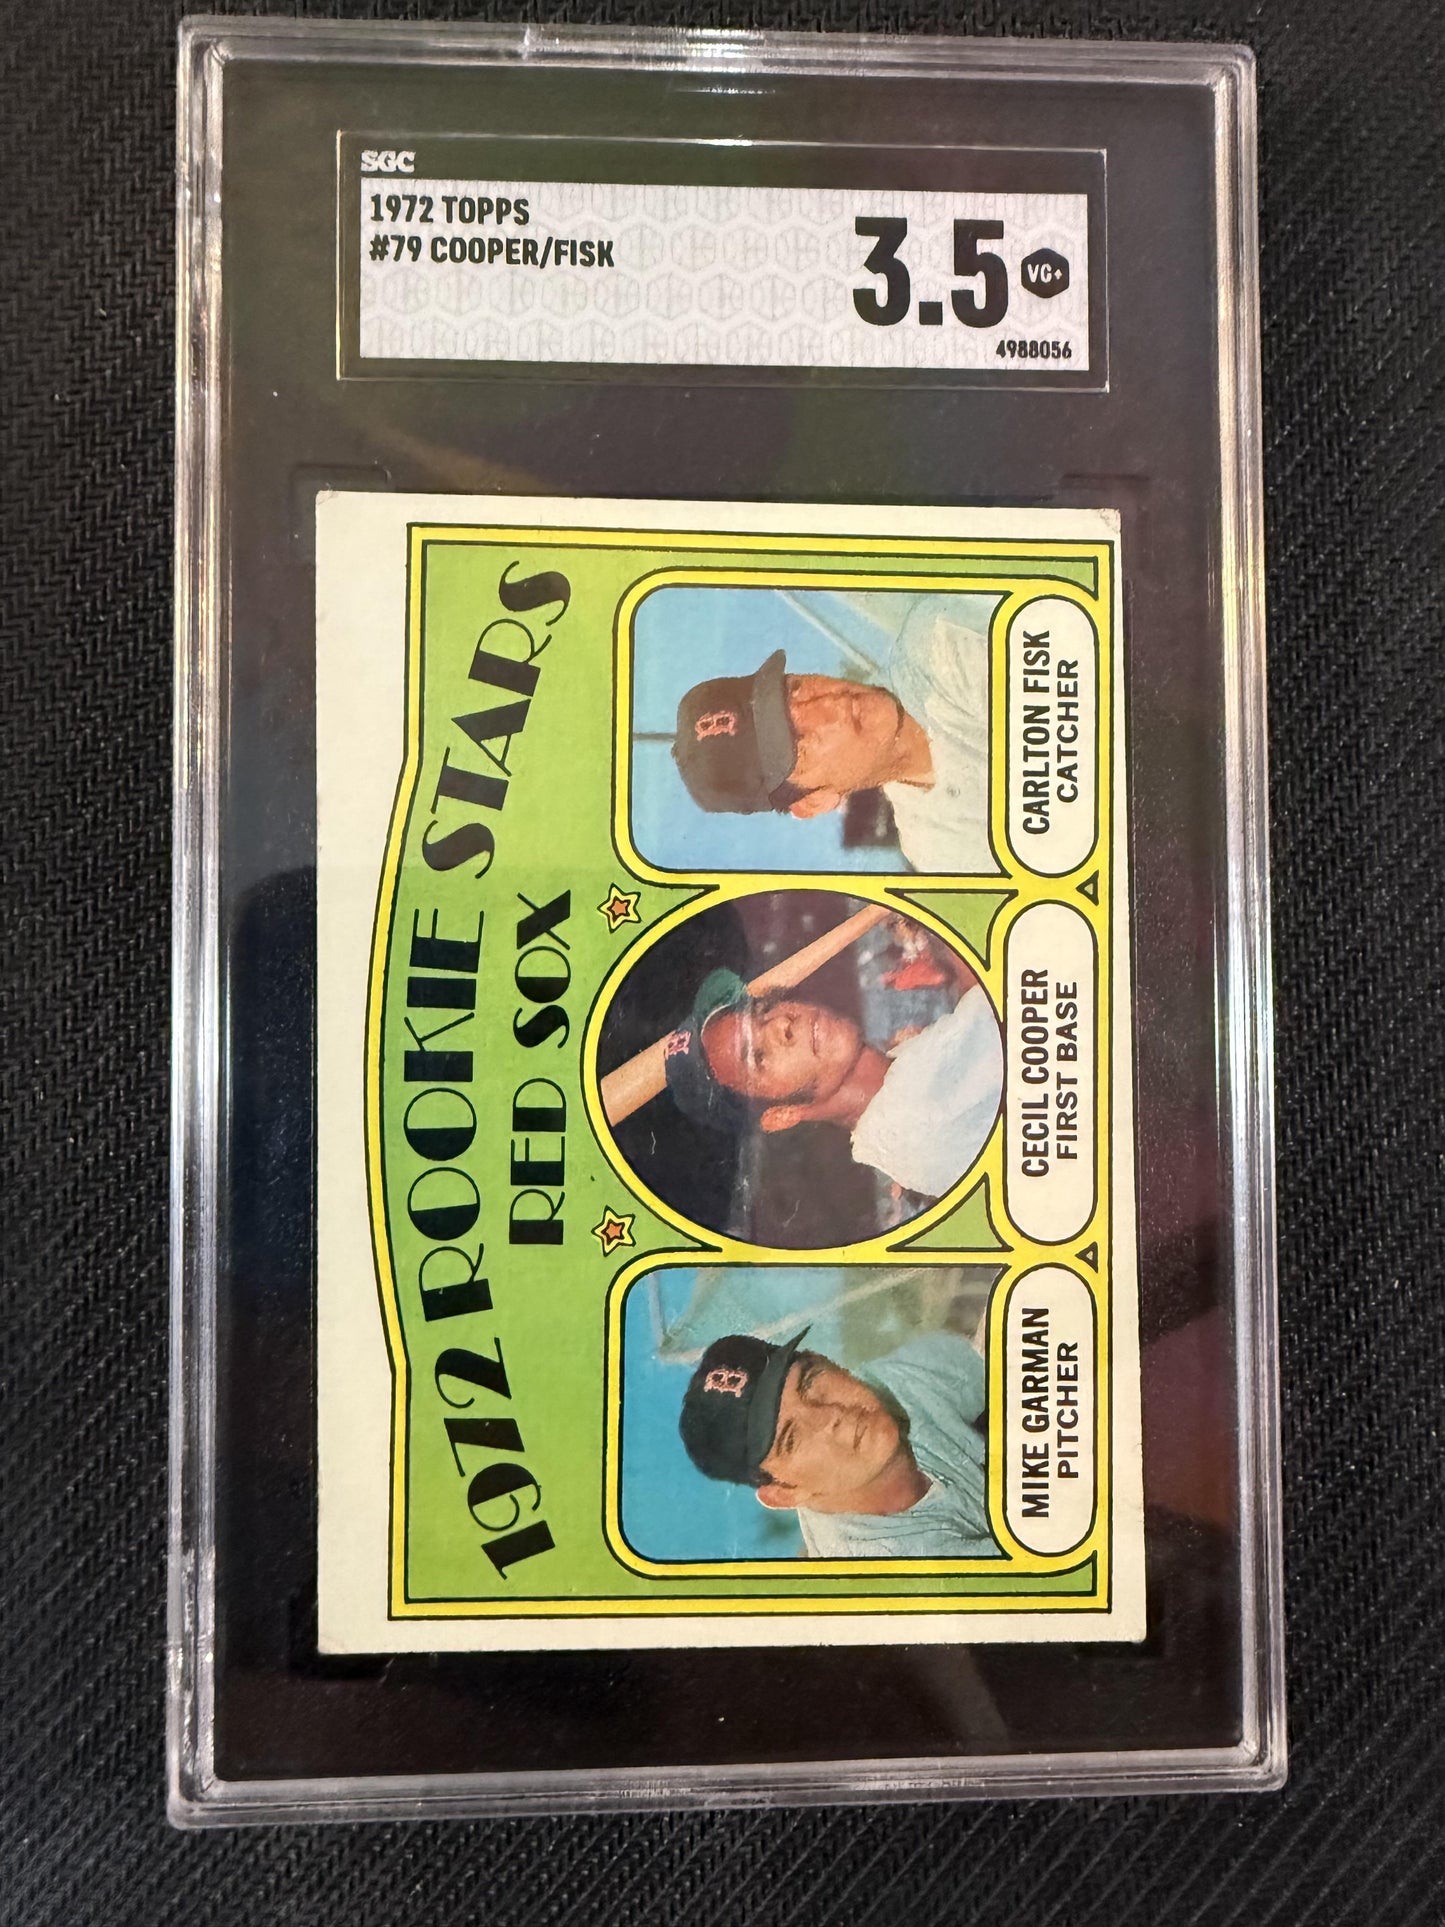 SGC
1972 TOPPS
#79 COOPER/FISK
3.5 VG+
4988056
1972 ROOKIE STARS
RED SOX
B
B
B
MIKE GARMAN
PITCHER
CECIL COOPER
FIRST BASE
CARLTON FISK
CATCHER